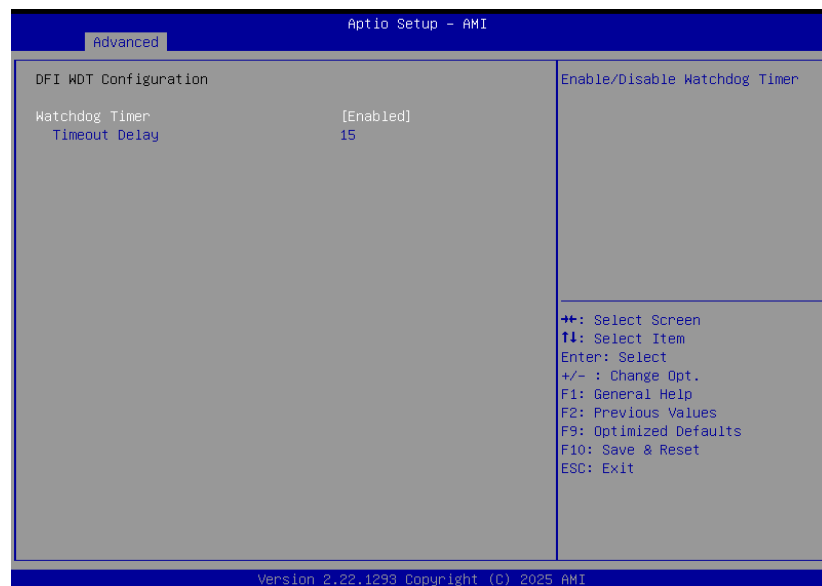 Aptio Setup – AMI
Advanced
DFI WDT Configuration
Watchdog Timer [Enabled]
Timeout Delay 15
Enable/Disable Watchdog Timer
→←: Select Screen
↑↓: Select Item
Enter: Select
+/- : Change Opt.
F1: General Help
F2: Previous Values
F9: Optimized Defaults
F10: Save & Reset
ESC: Exit
Version 2.22.1293 Copyright (C) 2025 AMI